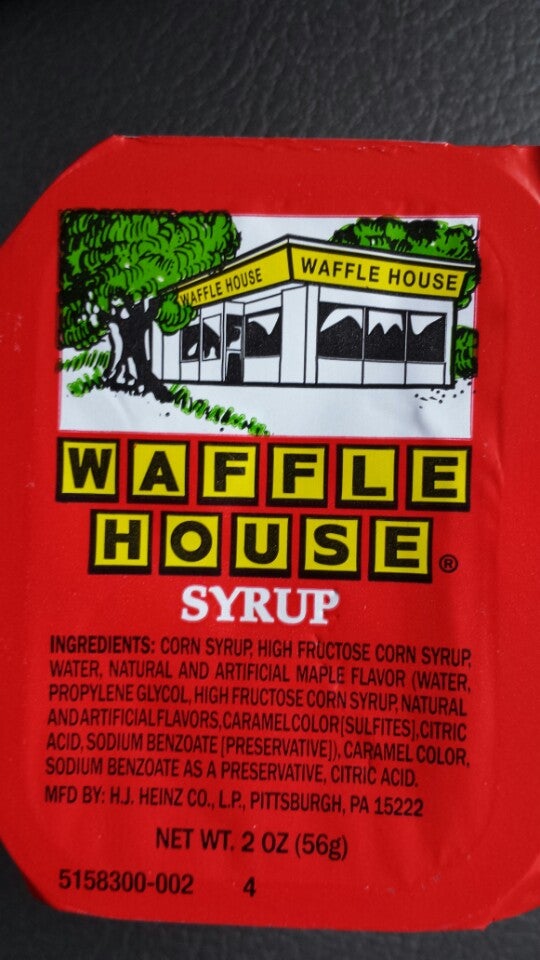 WAFFLE HOUSE WAFFLE HOUSE
WAFFLE
HOUSE®
SYRUP
INGREDIENTS: CORN SYRUP, HIGH FRUCTOSE CORN SYRUP,
WATER, NATURAL AND ARTIFICIAL MAPLE FLAVOR (WATER,
PROPYLENE GLYCOL, HIGH FRUCTOSE CORN SYRUP, NATURAL
AND ARTIFICIAL FLAVORS, CARAMEL COLOR [SULFITES], CITRIC
ACID, SODIUM BENZOATE [PRESERVATIVE]), CARAMEL COLOR,
SODIUM BENZOATE AS A PRESERVATIVE, CITRIC ACID.
MFD BY: H.J. HEINZ CO., L.P., PITTSBURGH, PA 15222
NET WT. 2 OZ (56g)
5158300-002 4